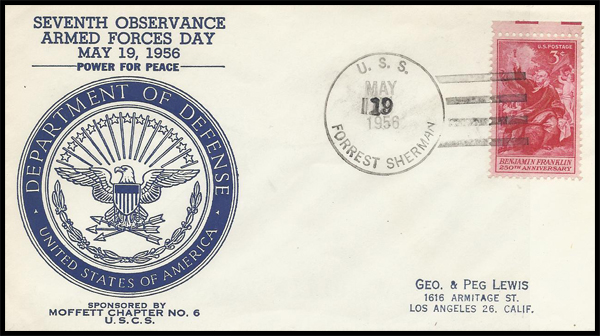 SEVENTH OBSERVANCE
ARMED FORCES DAY
MAY 19, 1956
POWER FOR PEACE
DEPARTMENT OF DEFENSE
UNITED STATES OF AMERICA
SPONSORED BY
MOFFETT CHAPTER NO. 6
U.S.C.S.
U. S. S.
MAY
19
1956
FORREST SHERMAN
U.S. POSTAGE
3¢
BENJAMIN FRANKLIN
250TH ANNIVERSARY
GEO. & PEG LEWIS
1616 ARMITAGE ST.
LOS ANGELES 26, CALIF.